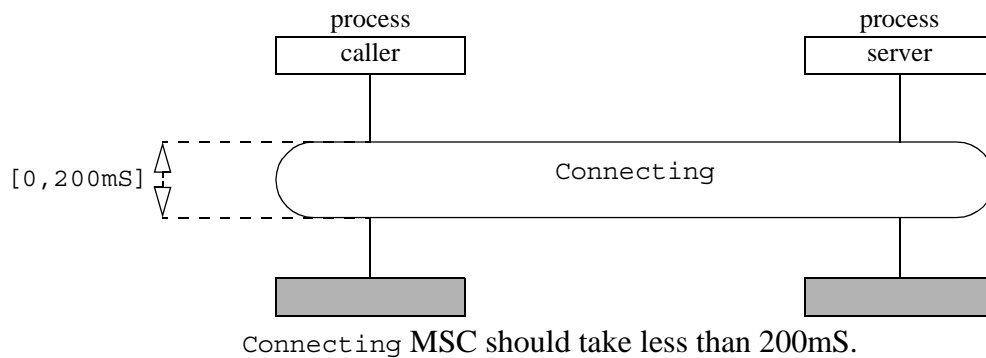 process process
caller server
Connecting
[0,200mS]
Connecting MSC should take less than 200mS.